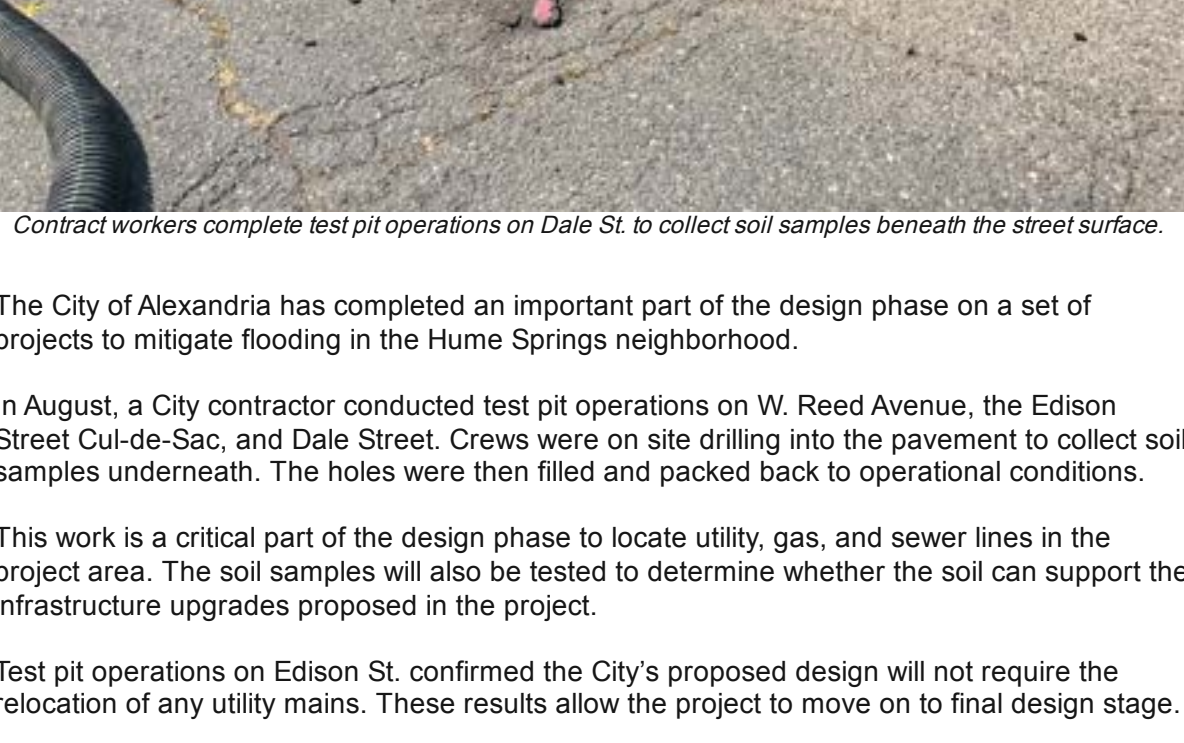 Contract workers complete test pit operations on Dale St. to collect soil samples beneath the street surface.
The City of Alexandria has completed an important part of the design phase on a set of
projects to mitigate flooding in the Hume Springs neighborhood.
In August, a City contractor conducted test pit operations on W. Reed Avenue, the Edison
Street Cul-de-Sac, and Dale Street. Crews were on site drilling into the pavement to collect soil
samples underneath. The holes were then filled and packed back to operational conditions.
This work is a critical part of the design phase to locate utility, gas, and sewer lines in the
project area. The soil samples will also be tested to determine whether the soil can support the
infrastructure upgrades proposed in the project.
Test pit operations on Edison St. confirmed the City’s proposed design will not require the
relocation of any utility mains. These results allow the project to move on to final design stage.